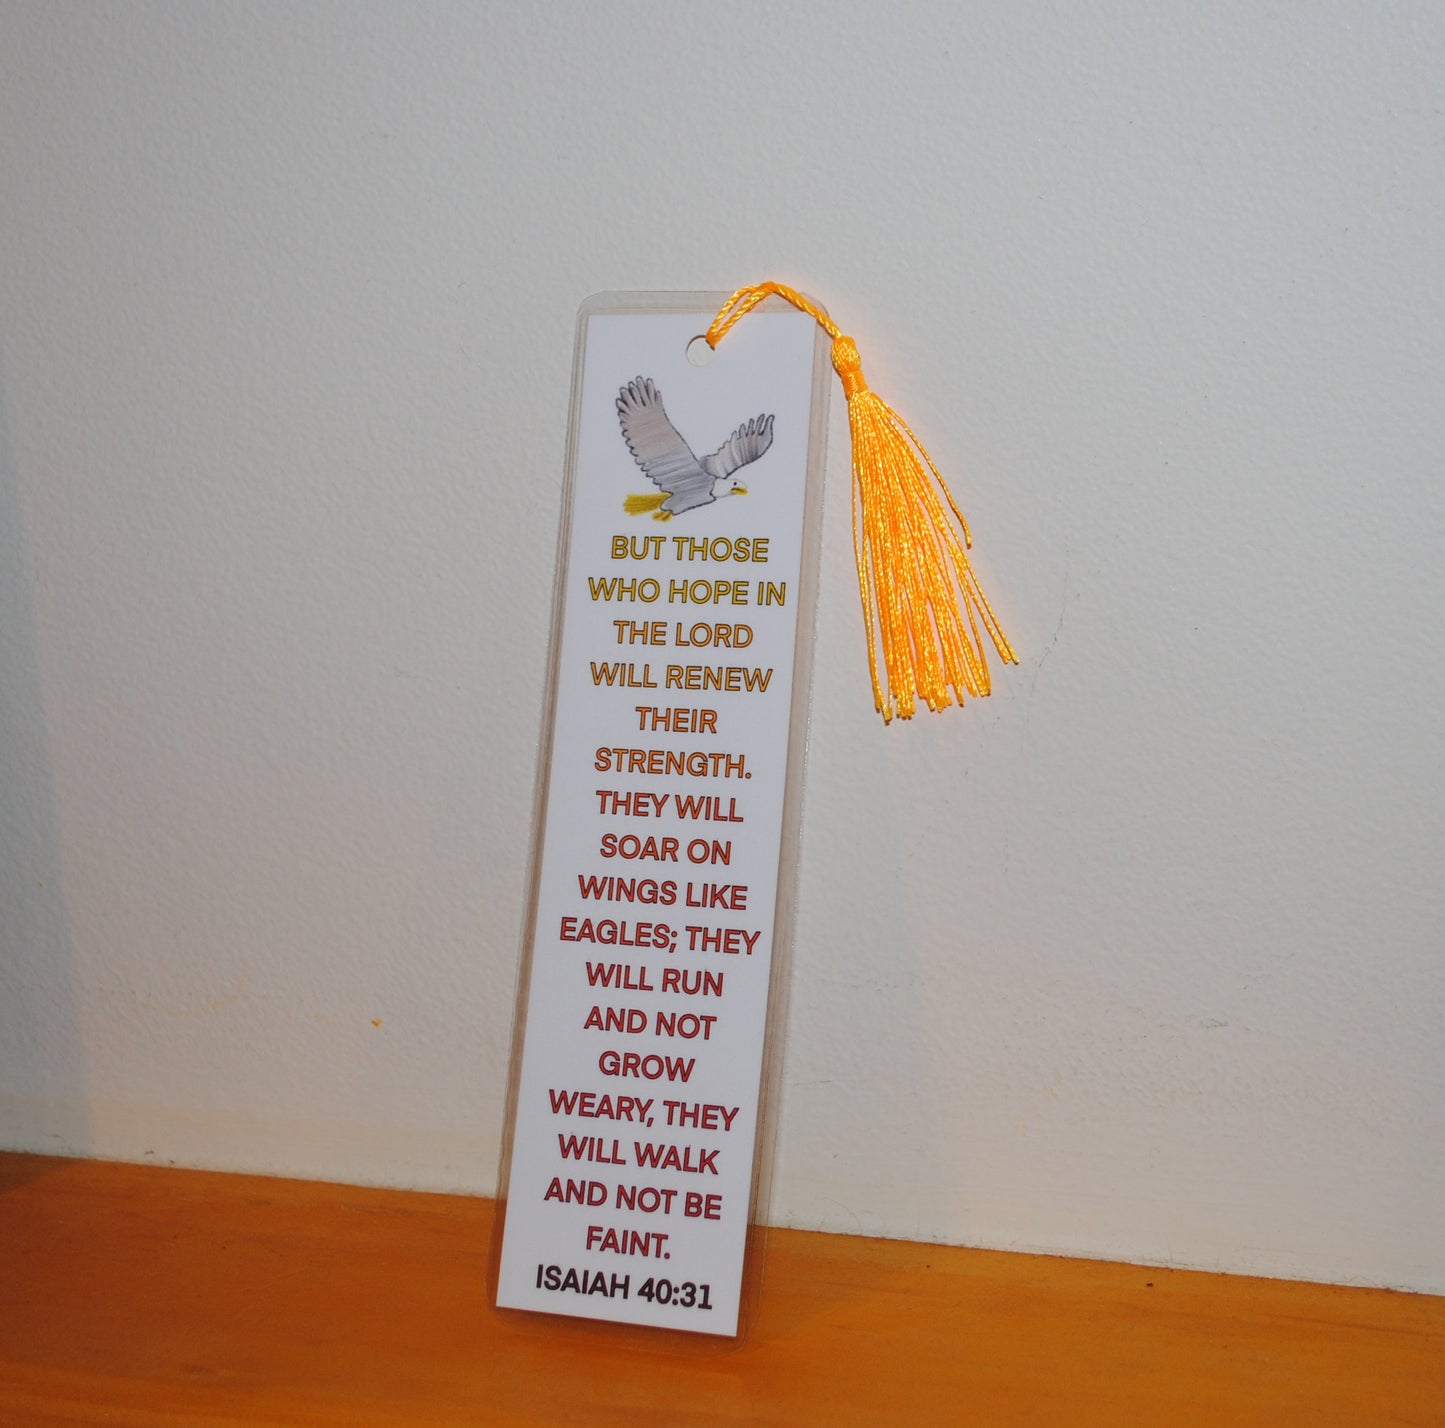 BUT THOSE
WHO HOPE IN
THE LORD
WILL RENEW
THEIR
STRENGTH.
THEY WILL
SOAR ON
WINGS LIKE
EAGLES; THEY
WILL RUN
AND NOT
GROW
WEARY, THEY
WILL WALK
AND NOT BE
FAINT.
ISAIAH 40:31